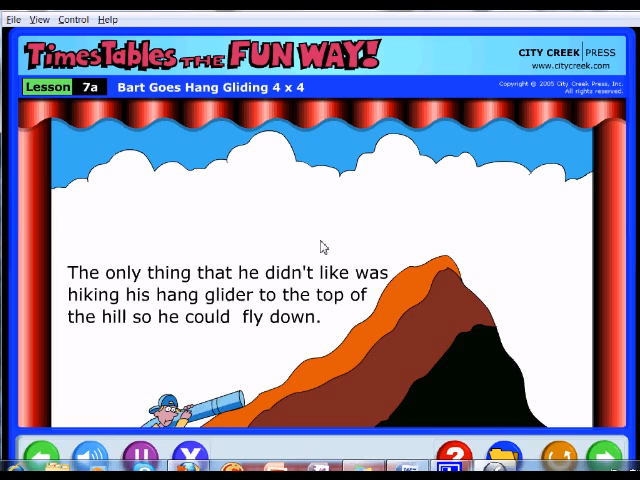 File View Control Help
TimesTables THE FUN WAY!
CITY CREEK PRESS
www.citycreek.com
Lesson 7a Bart Goes Hang Gliding 4 x 4
Copyright © 2005 City Creek Press, Inc.
All rights reserved.
The only thing that he didn't like was
hiking his hang glider to the top of
the hill so he could fly down.
X ?